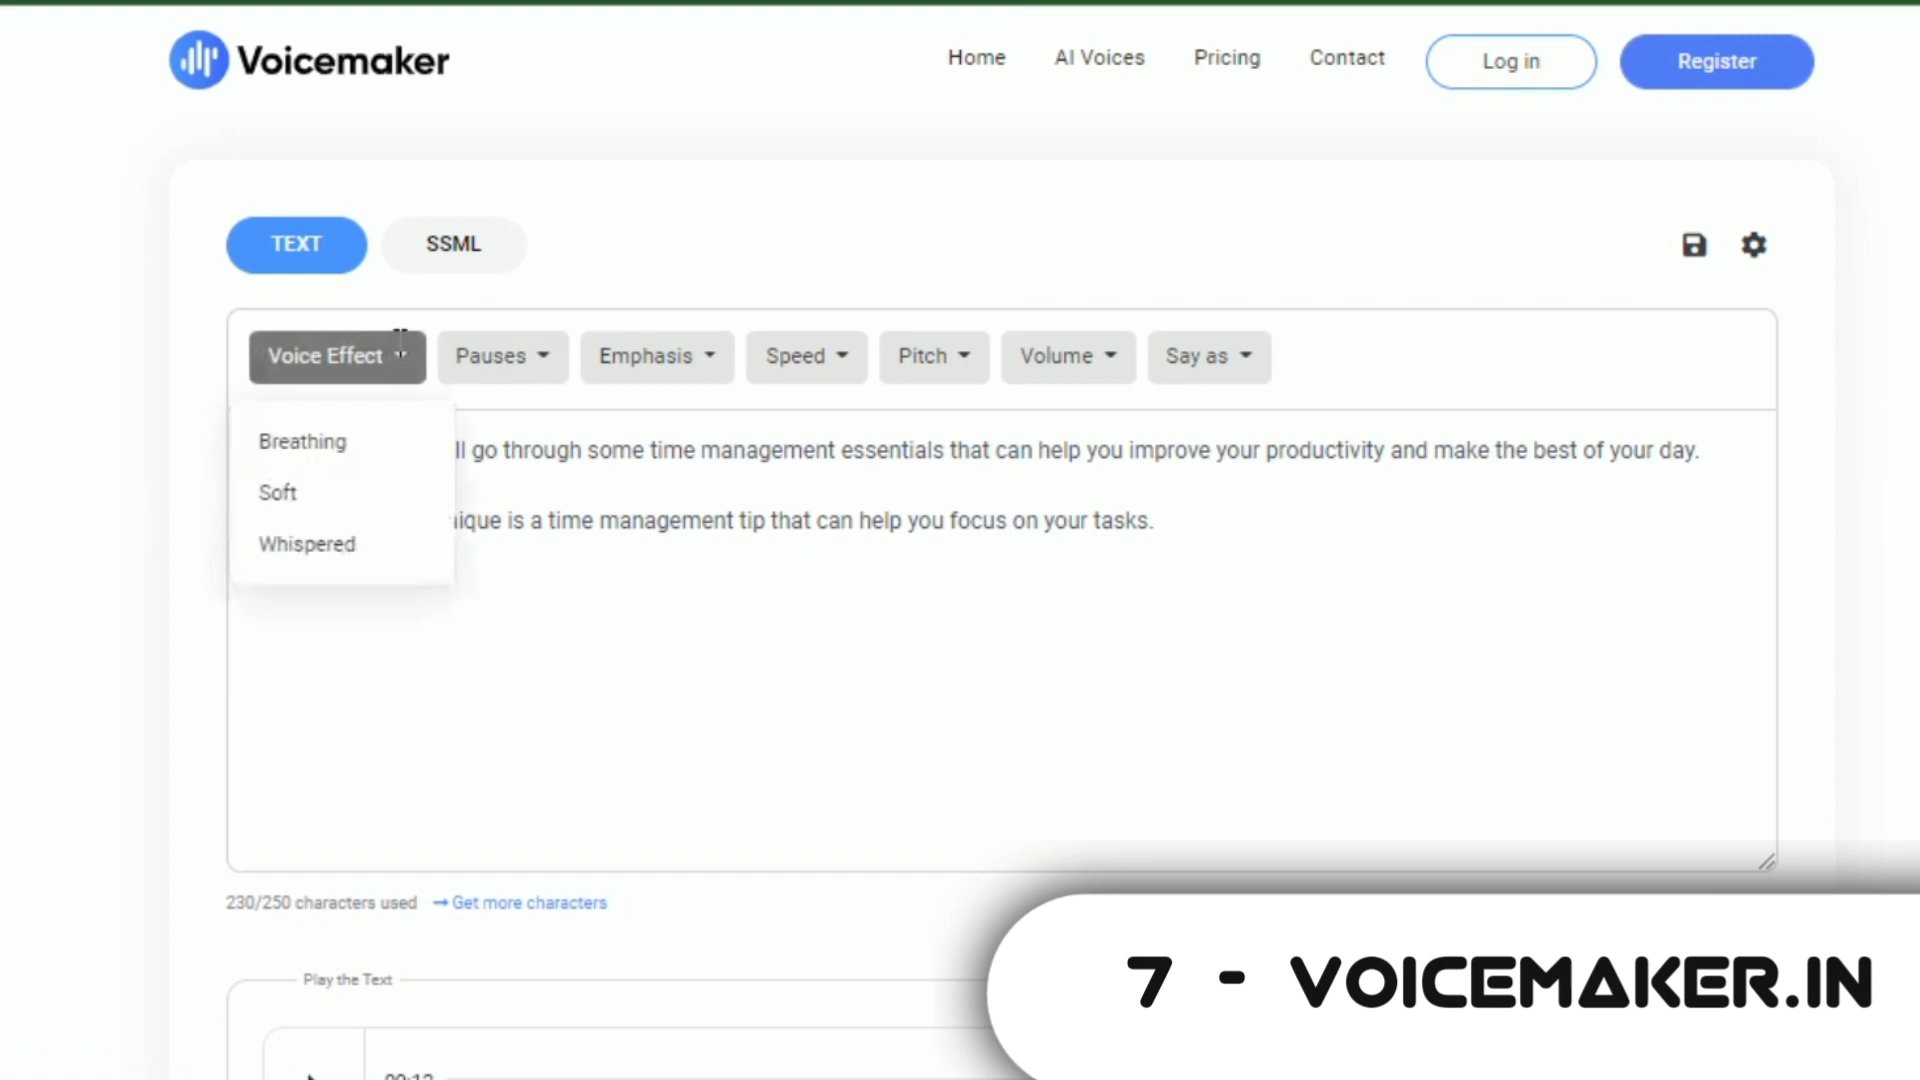 Voicemaker
Home AI Voices Pricing Contact Log in Register
TEXT SSML
Voice Effect Pauses Emphasis Speed Pitch Volume Say as
Breathing
ll go through some time management essentials that can help you improve your productivity and make the best of your day.
Soft
ique is a time management tip that can help you focus on your tasks.
Whispered
230/250 characters used → Get more characters
Play the Text
7 - VOICEMAKER.IN